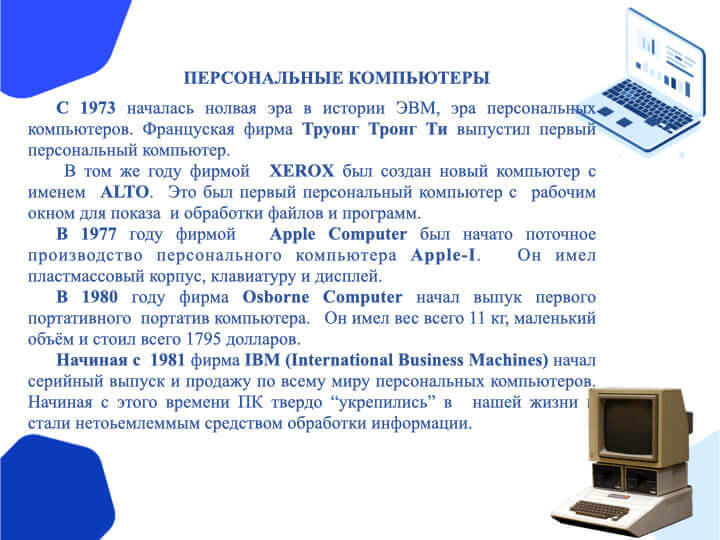 ПЕРСОНАЛЬНЫЕ КОМПЬЮТЕРЫ
С 1973 началась нолвая эра в истории ЭВМ, эра персональных
компьютеров. Француская фирма Труонг Тронг Ти выпустил первый
персональный компьютер.
В том же году фирмой XEROX был создан новый компьютер с
именем ALTO. Это был первый персональный компьютер с рабочим
окном для показа и обработки файлов и программ.
В 1977 году фирмой Apple Computer был начато поточное
производство персонального компьютера Apple-I. Он имел
пластмассовый корпус, клавиатуру и дисплей.
В 1980 году фирма Osborne Computer начал выпук первого
портативного портатив компьютера. Он имел вес всего 11 кг, маленький
объём и стоил всего 1795 долларов.
Начиная с 1981 фирма IBM (International Business Machines) начал
серийный выпуск и продажу по всему миру персональных компьютеров.
Начиная с этого времени ПК твердо “укрепились” в нашей жизни
стали нетоьемлеммым средством обработки информации.